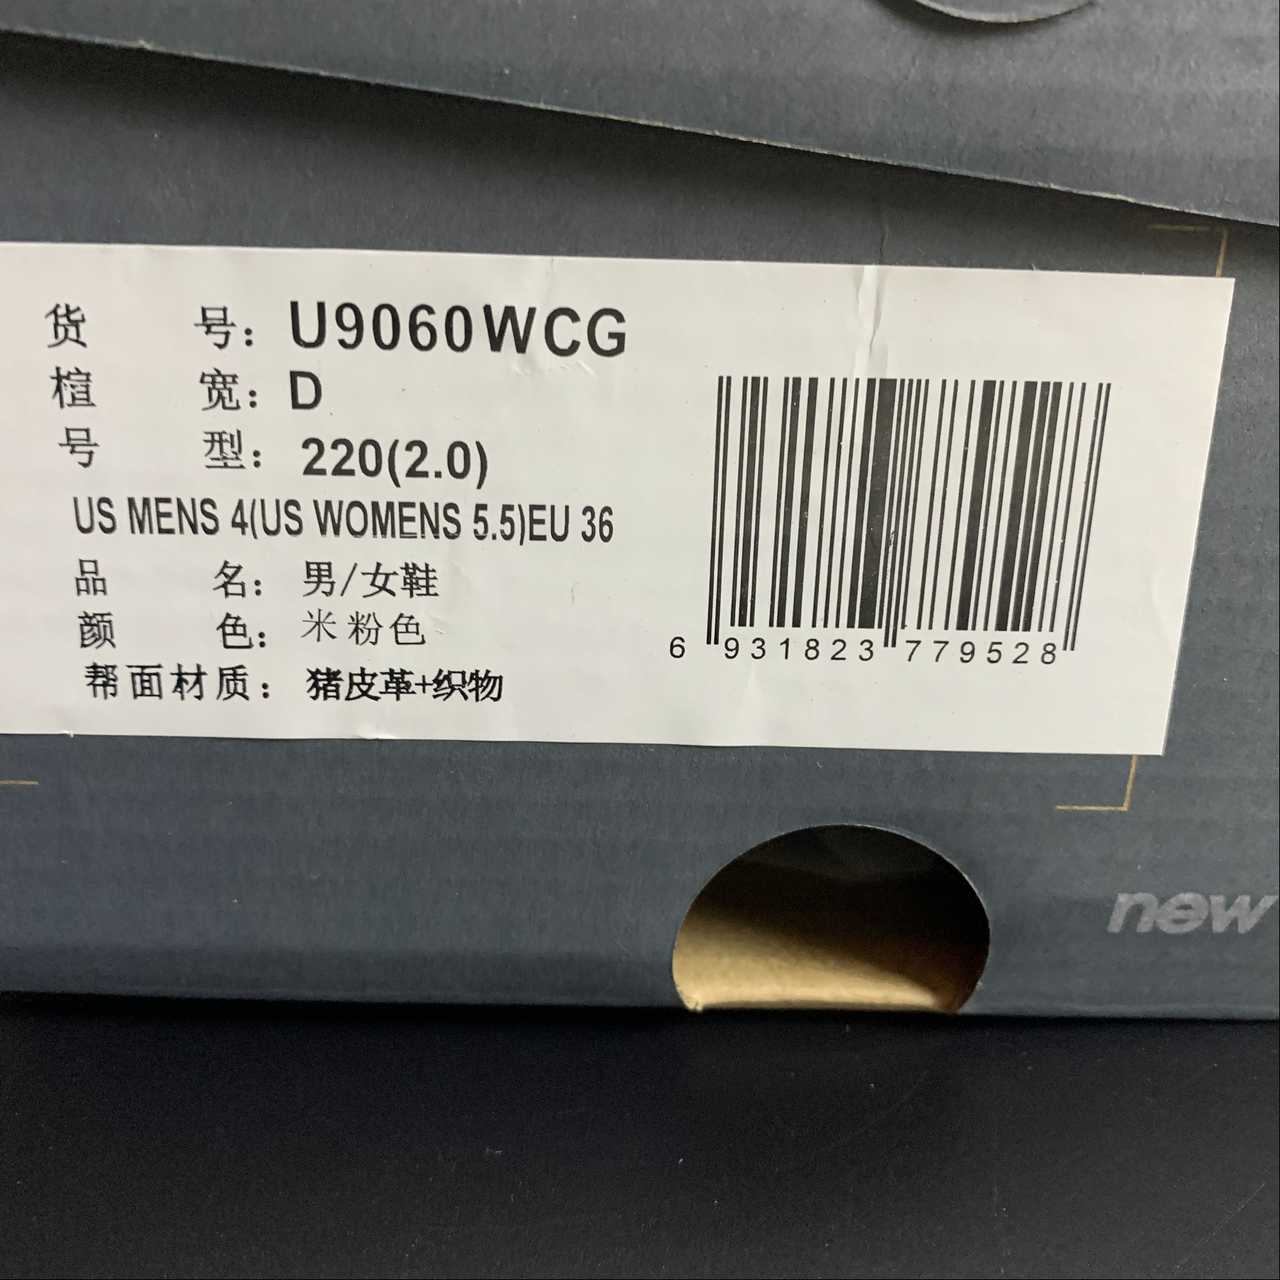 货 号：U9060WCG
楦 宽：D
号 型：220(2.0)
US MENS 4(US WOMENS 5.5)EU 36
品 名：男/女鞋
颜 色：米粉色
帮面材质：猪皮革+织物
6 931823 779528
new